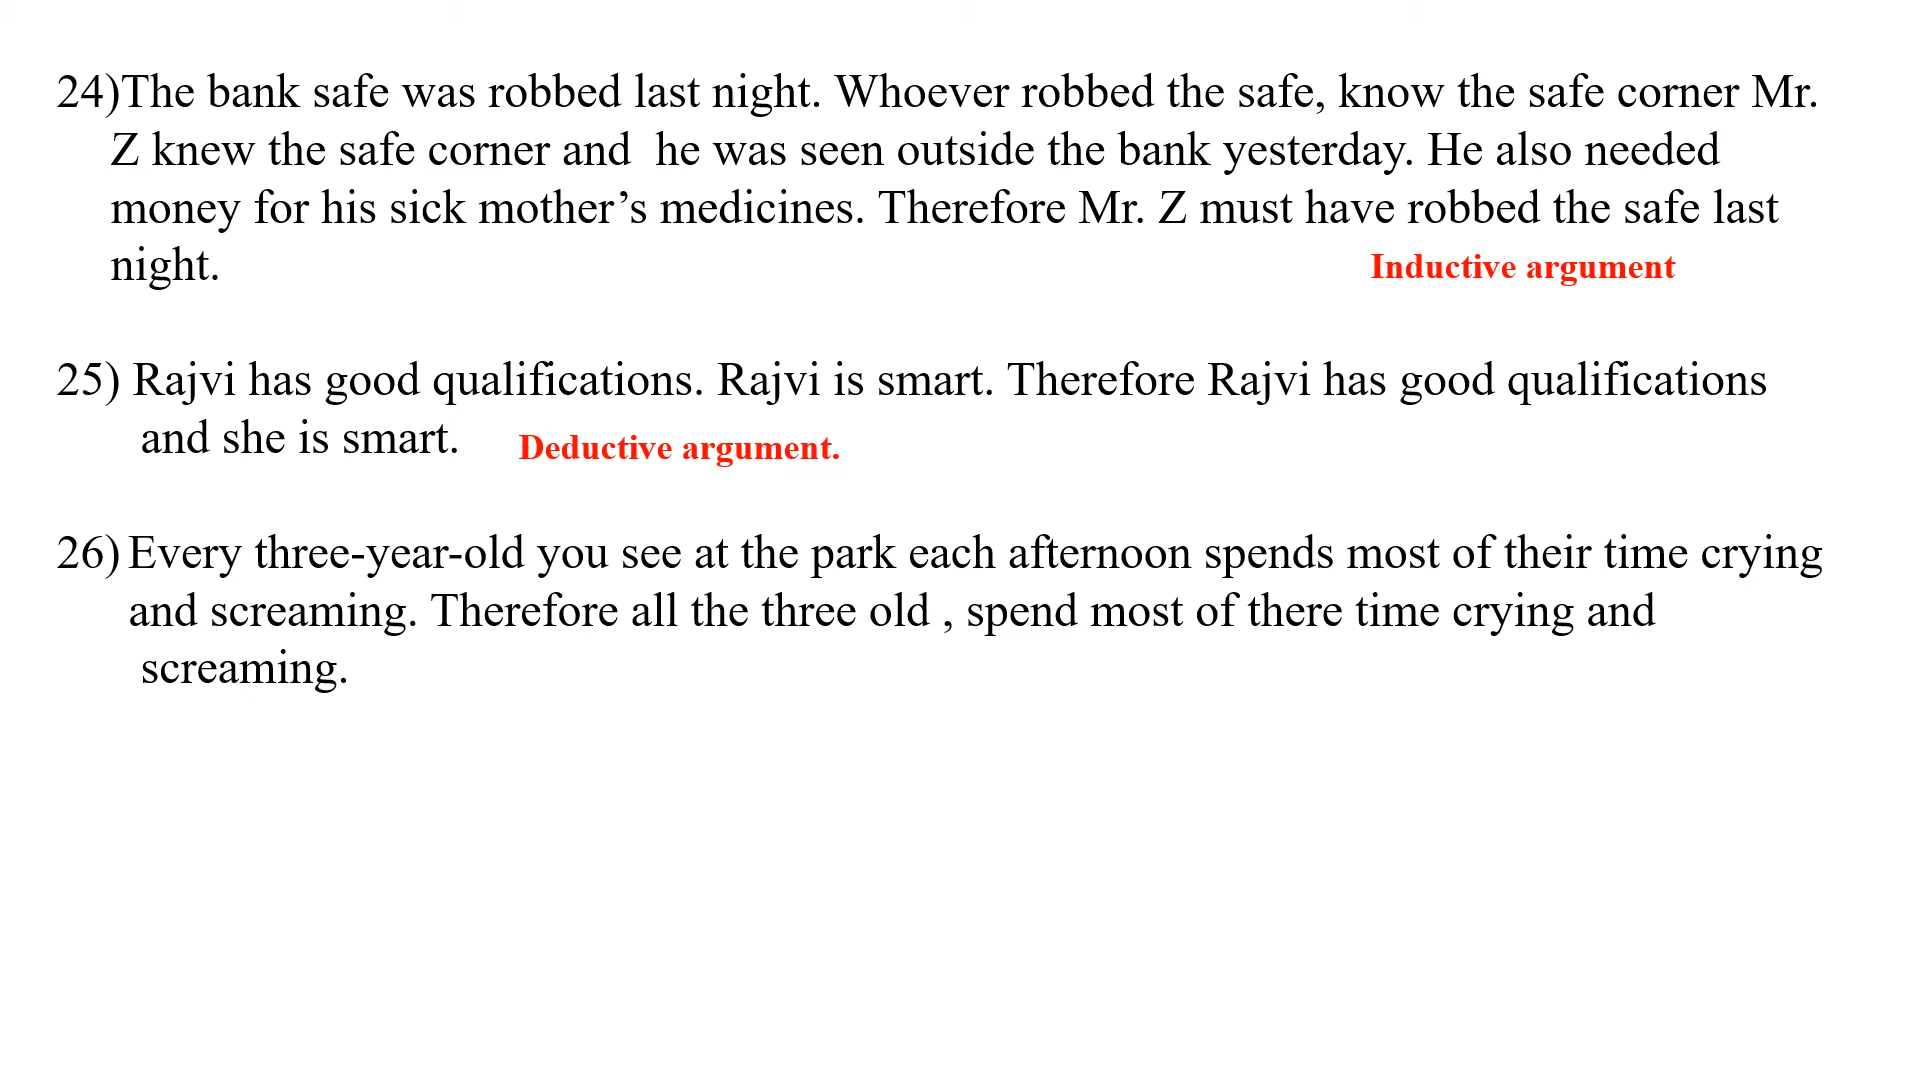 24)The bank safe was robbed last night. Whoever robbed the safe, know the safe corner Mr.
Z knew the safe corner and  he was seen outside the bank yesterday. He also needed
money for his sick mother’s medicines. Therefore Mr. Z must have robbed the safe last
night.
Inductive argument
25) Rajvi has good qualifications. Rajvi is smart. Therefore Rajvi has good qualifications
and she is smart.
Deductive argument.
26) Every three-year-old you see at the park each afternoon spends most of their time crying
and screaming. Therefore all the three old , spend most of there time crying and
screaming.